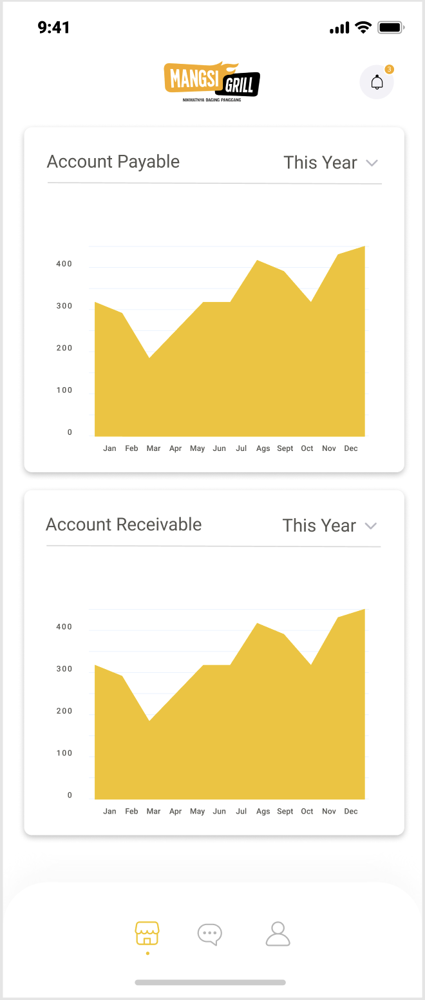 9:41
MANGSI GRILL
NIKMATNYA DAGING PANGGANG
3
Account Payable
This Year
400
300
200
100
0
Jan Feb Mar Apr May Jun Jul Ags Sept Oct Nov Dec
Account Receivable
This Year
400
300
200
100
0
Jan Feb Mar Apr May Jun Jul Ags Sept Oct Nov Dec